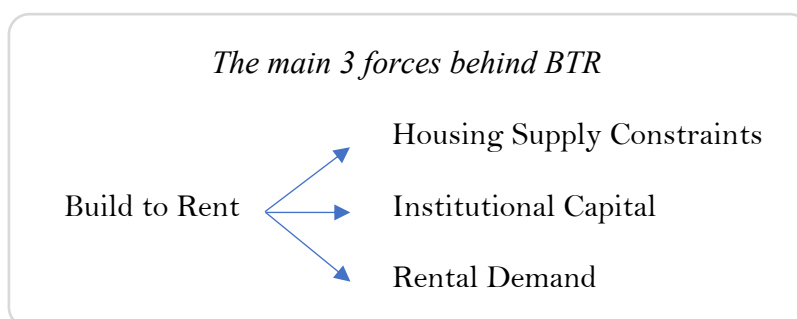 The main 3 forces behind BTR
Housing Supply Constraints
Build to Rent
Institutional Capital
Rental Demand